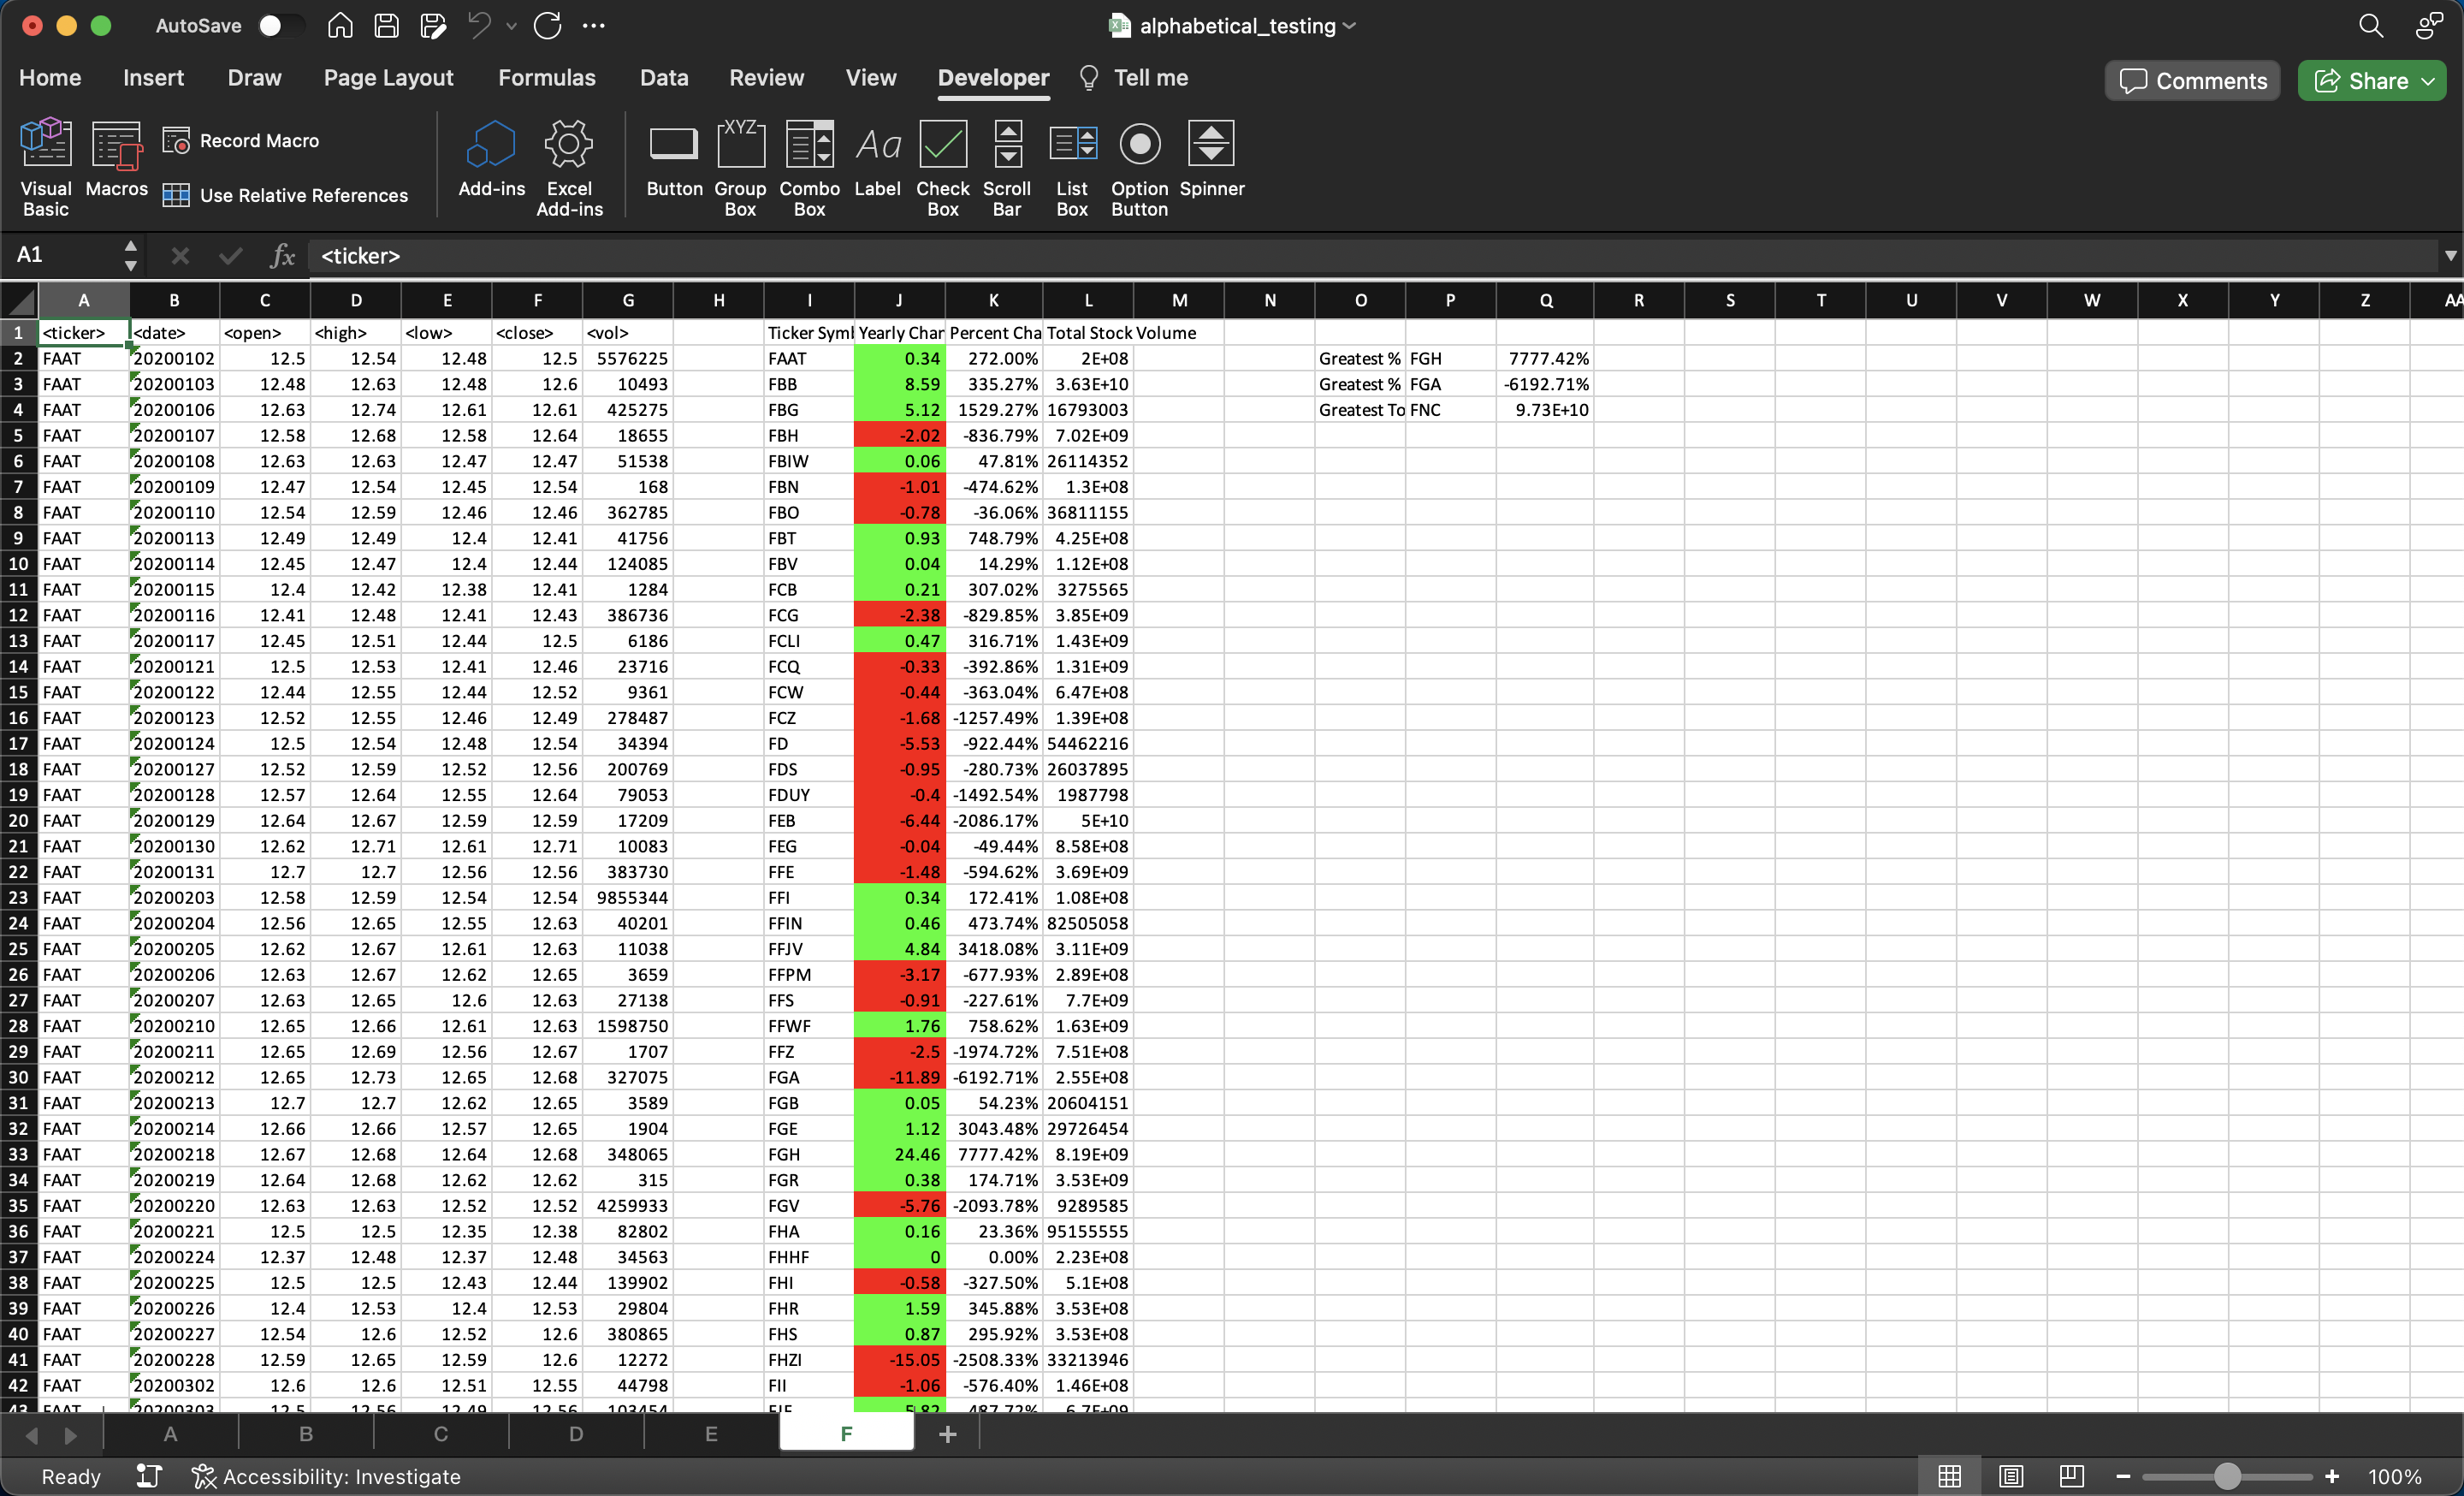 AutoSave
alphabetical_testing
Home Insert Draw Page Layout Formulas Data Review View Developer Tell me Comments Share
Visual Basic Macros Record Macro Use Relative References Add-ins Excel Add-ins Button Group Box Combo Box Label Check Box Scroll Bar List Box Option Button Spinner
XYZ Aa
A1 fx <ticker>
A B C D E F G H I J K L M N O P Q R S T U V W X Y Z AA
1 <ticker> <date> <open> <high> <low> <close> <vol> Ticker Syml Yearly Char Percent Cha Total Stock Volume
2 FAAT 20200102 12.5 12.54 12.48 12.5 5576225 FAAT 0.34 272.00% 2E+08 Greatest % FGH 7777.42%
3 FAAT 20200103 12.48 12.63 12.48 12.6 10493 FBB 8.59 335.27% 3.63E+10 Greatest % FGA -6192.71%
4 FAAT 20200106 12.63 12.74 12.61 12.61 425275 FBG 5.12 1529.27% 16793003 Greatest To FNC 9.73E+10
5 FAAT 20200107 12.58 12.68 12.58 12.64 18655 FBH -2.02 -836.79% 7.02E+09
6 FAAT 20200108 12.63 12.63 12.47 12.47 51538 FBIW 0.06 47.81% 26114352
7 FAAT 20200109 12.47 12.54 12.45 12.54 168 FBN -1.01 -474.62% 1.3E+08
8 FAAT 20200110 12.54 12.59 12.46 12.46 362785 FBO -0.78 -36.06% 36811155
9 FAAT 20200113 12.49 12.49 12.4 12.41 41756 FBT 0.93 748.79% 4.25E+08
10 FAAT 20200114 12.45 12.47 12.4 12.44 124085 FBV 0.04 14.29% 1.12E+08
11 FAAT 20200115 12.4 12.42 12.38 12.41 1284 FCB 0.21 307.02% 3275565
12 FAAT 20200116 12.41 12.48 12.41 12.43 386736 FCG -2.38 -829.85% 3.85E+09
13 FAAT 20200117 12.45 12.51 12.44 12.5 6186 FCLI 0.47 316.71% 1.43E+09
14 FAAT 20200121 12.5 12.53 12.41 12.46 23716 FCQ -0.33 -392.86% 1.31E+09
15 FAAT 20200122 12.44 12.55 12.44 12.52 9361 FCW -0.44 -363.04% 6.47E+08
16 FAAT 20200123 12.52 12.55 12.46 12.49 278487 FCZ -1.68 -1257.49% 1.39E+08
17 FAAT 20200124 12.5 12.54 12.48 12.54 34394 FD -5.53 -922.44% 54462216
18 FAAT 20200127 12.52 12.59 12.52 12.56 200769 FDS -0.95 -280.73% 26037895
19 FAAT 20200128 12.57 12.64 12.55 12.64 79053 FDUY -0.4 -1492.54% 1987798
20 FAAT 20200129 12.64 12.67 12.59 12.59 17209 FEB -6.44 -2086.17% 5E+10
21 FAAT 20200130 12.62 12.71 12.61 12.71 10083 FEG -0.04 -49.44% 8.58E+08
22 FAAT 20200131 12.7 12.7 12.56 12.56 383730 FFE -1.48 -594.62% 3.69E+09
23 FAAT 20200203 12.58 12.59 12.54 12.54 9855344 FFI 0.34 172.41% 1.08E+08
24 FAAT 20200204 12.56 12.65 12.55 12.63 40201 FFIN 0.46 473.74% 82505058
25 FAAT 20200205 12.62 12.67 12.61 12.63 11038 FFJV 4.84 3418.08% 3.11E+09
26 FAAT 20200206 12.63 12.67 12.62 12.65 3659 FFPM -3.17 -677.93% 2.89E+08
27 FAAT 20200207 12.63 12.65 12.6 12.63 27138 FFS -0.91 -227.61% 7.7E+09
28 FAAT 20200210 12.65 12.66 12.61 12.63 1598750 FFWF 1.76 758.62% 1.63E+09
29 FAAT 20200211 12.65 12.69 12.56 12.67 1707 FFZ -2.5 -1974.72% 7.51E+08
30 FAAT 20200212 12.65 12.73 12.65 12.68 327075 FGA -11.89 -6192.71% 2.55E+08
31 FAAT 20200213 12.7 12.7 12.62 12.65 3589 FGB 0.05 54.23% 20604151
32 FAAT 20200214 12.66 12.66 12.57 12.65 1904 FGE 1.12 3043.48% 29726454
33 FAAT 20200218 12.67 12.68 12.64 12.68 348065 FGH 24.46 7777.42% 8.19E+09
34 FAAT 20200219 12.64 12.68 12.62 12.62 315 FGR 0.38 174.71% 3.53E+09
35 FAAT 20200220 12.63 12.63 12.52 12.52 4259933 FGV -5.76 -2093.78% 9289585
36 FAAT 20200221 12.5 12.5 12.35 12.38 82802 FHA 0.16 23.36% 95155555
37 FAAT 20200224 12.37 12.48 12.37 12.48 34563 FHHF 0 0.00% 2.23E+08
38 FAAT 20200225 12.5 12.5 12.43 12.44 139902 FHI -0.58 -327.50% 5.1E+08
39 FAAT 20200226 12.4 12.53 12.4 12.53 29804 FHR 1.59 345.88% 3.53E+08
40 FAAT 20200227 12.54 12.6 12.52 12.6 380865 FHS 0.87 295.92% 3.53E+08
41 FAAT 20200228 12.59 12.65 12.59 12.6 12272 FHZI -15.05 -2508.33% 33213946
42 FAAT 20200302 12.6 12.6 12.51 12.55 44798 FII -1.06 -576.40% 1.46E+08
43 FAAT 20200303 12.5 12.56 12.49 12.56 103454 5.82 487.72% 6.7E+09
A B C D E F
Ready Accessibility: Investigate 100%